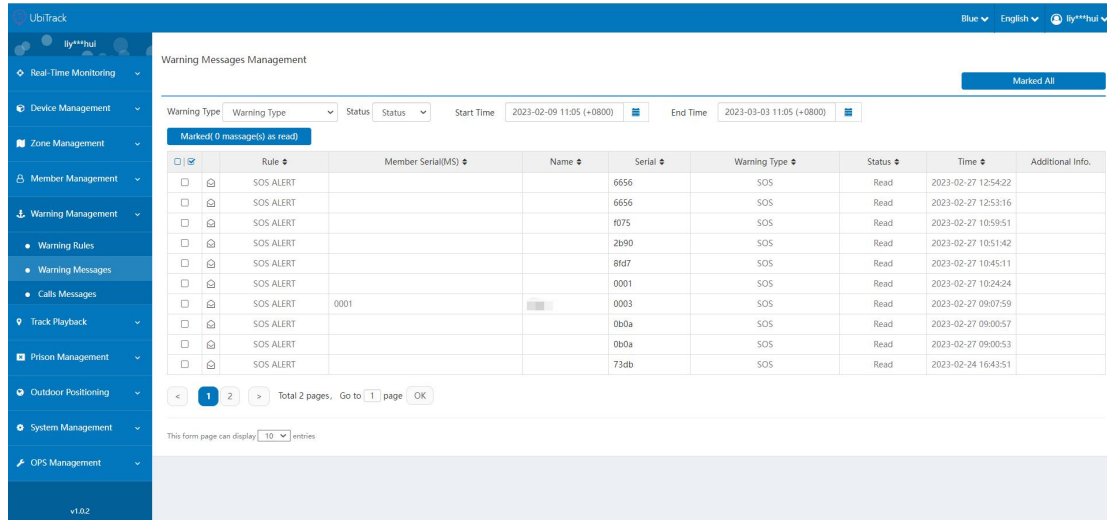 UbiTrack
Blue English liy***hui
liy***hui
Real-Time Monitoring
Device Management
Zone Management
Member Management
Warning Management
Warning Rules
Warning Messages
Calls Messages
Track Playback
Prison Management
Outdoor Positioning
System Management
OPS Management
v1.0.2
Warning Messages Management
Marked All
Warning Type Warning Type Status Status Start Time 2023-02-09 11:05 (+0800) End Time 2023-03-03 11:05 (+0800)
Marked( 0 massage(s) as read)
Rule Member Serial(MS) Name Serial Warning Type Status Time Additional Info.
SOS ALERT 6656 SOS Read 2023-02-27 12:54:22
SOS ALERT 6656 SOS Read 2023-02-27 12:53:16
SOS ALERT f075 SOS Read 2023-02-27 10:59:51
SOS ALERT 2b90 SOS Read 2023-02-27 10:51:42
SOS ALERT 8fd7 SOS Read 2023-02-27 10:45:11
SOS ALERT 0001 SOS Read 2023-02-27 10:24:24
SOS ALERT 0001 0003 SOS Read 2023-02-27 09:07:59
SOS ALERT 0b0a SOS Read 2023-02-27 09:00:57
SOS ALERT 0b0a SOS Read 2023-02-27 09:00:53
SOS ALERT 73db SOS Read 2023-02-24 16:43:51
< 1 2 > Total 2 pages, Go to 1 page OK
This form page can display 10 entries